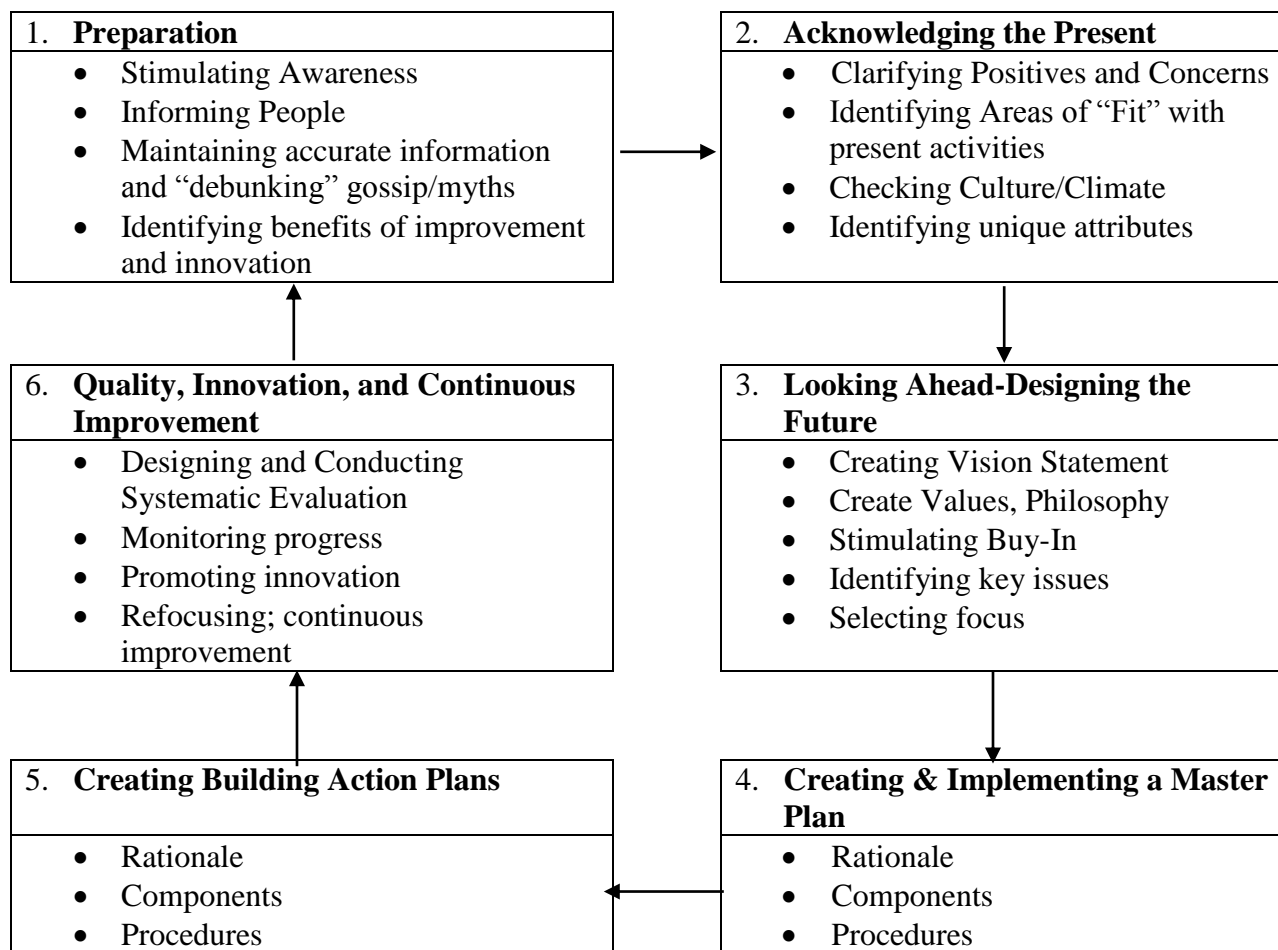 1. Preparation
• Stimulating Awareness
• Informing People
• Maintaining accurate information
and “debunking” gossip/myths
• Identifying benefits of improvement
and innovation
2. Acknowledging the Present
• Clarifying Positives and Concerns
• Identifying Areas of “Fit” with
present activities
• Checking Culture/Climate
• Identifying unique attributes
3. Looking Ahead-Designing the
Future
• Creating Vision Statement
• Create Values, Philosophy
• Stimulating Buy-In
• Identifying key issues
• Selecting focus
4. Creating & Implementing a Master
Plan
• Rationale
• Components
• Procedures
5. Creating Building Action Plans
• Rationale
• Components
• Procedures
6. Quality, Innovation, and Continuous
Improvement
• Designing and Conducting
Systematic Evaluation
• Monitoring progress
• Promoting innovation
• Refocusing; continuous
improvement